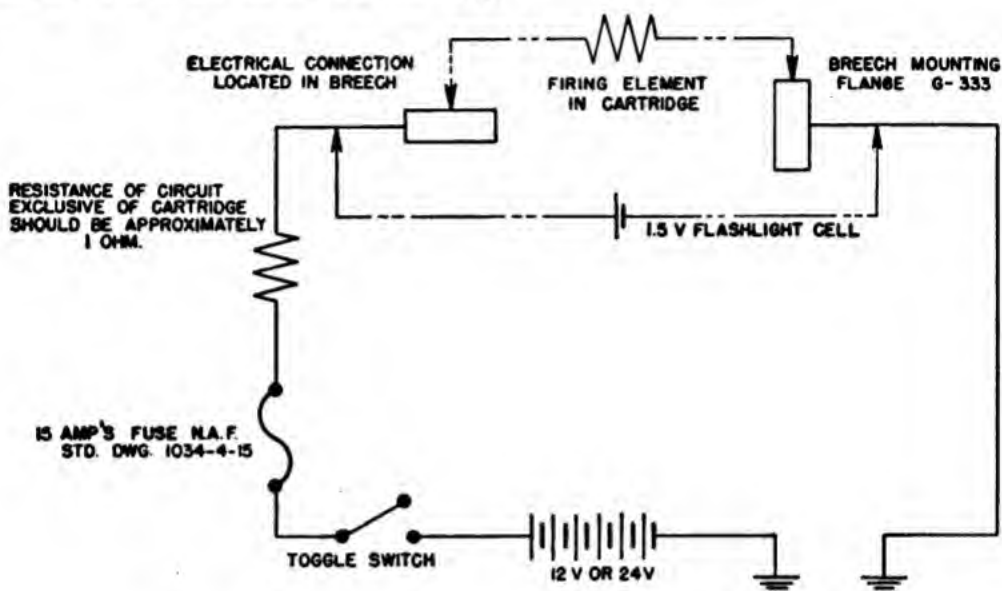 ELECTRICAL CONNECTION
LOCATED IN BREECH
FIRING ELEMENT
IN CARTRIDGE
BREECH MOUNTING
FLANGE G-333
RESISTANCE OF CIRCUIT
EXCLUSIVE OF CARTRIDGE
SHOULD BE APPROXIMATELY
1 OHM.
1.5 V FLASHLIGHT CELL
15 AMP'S FUSE N.A.F.
STD. DWG. 1034-4-15
TOGGLE SWITCH
12 V OR 24V